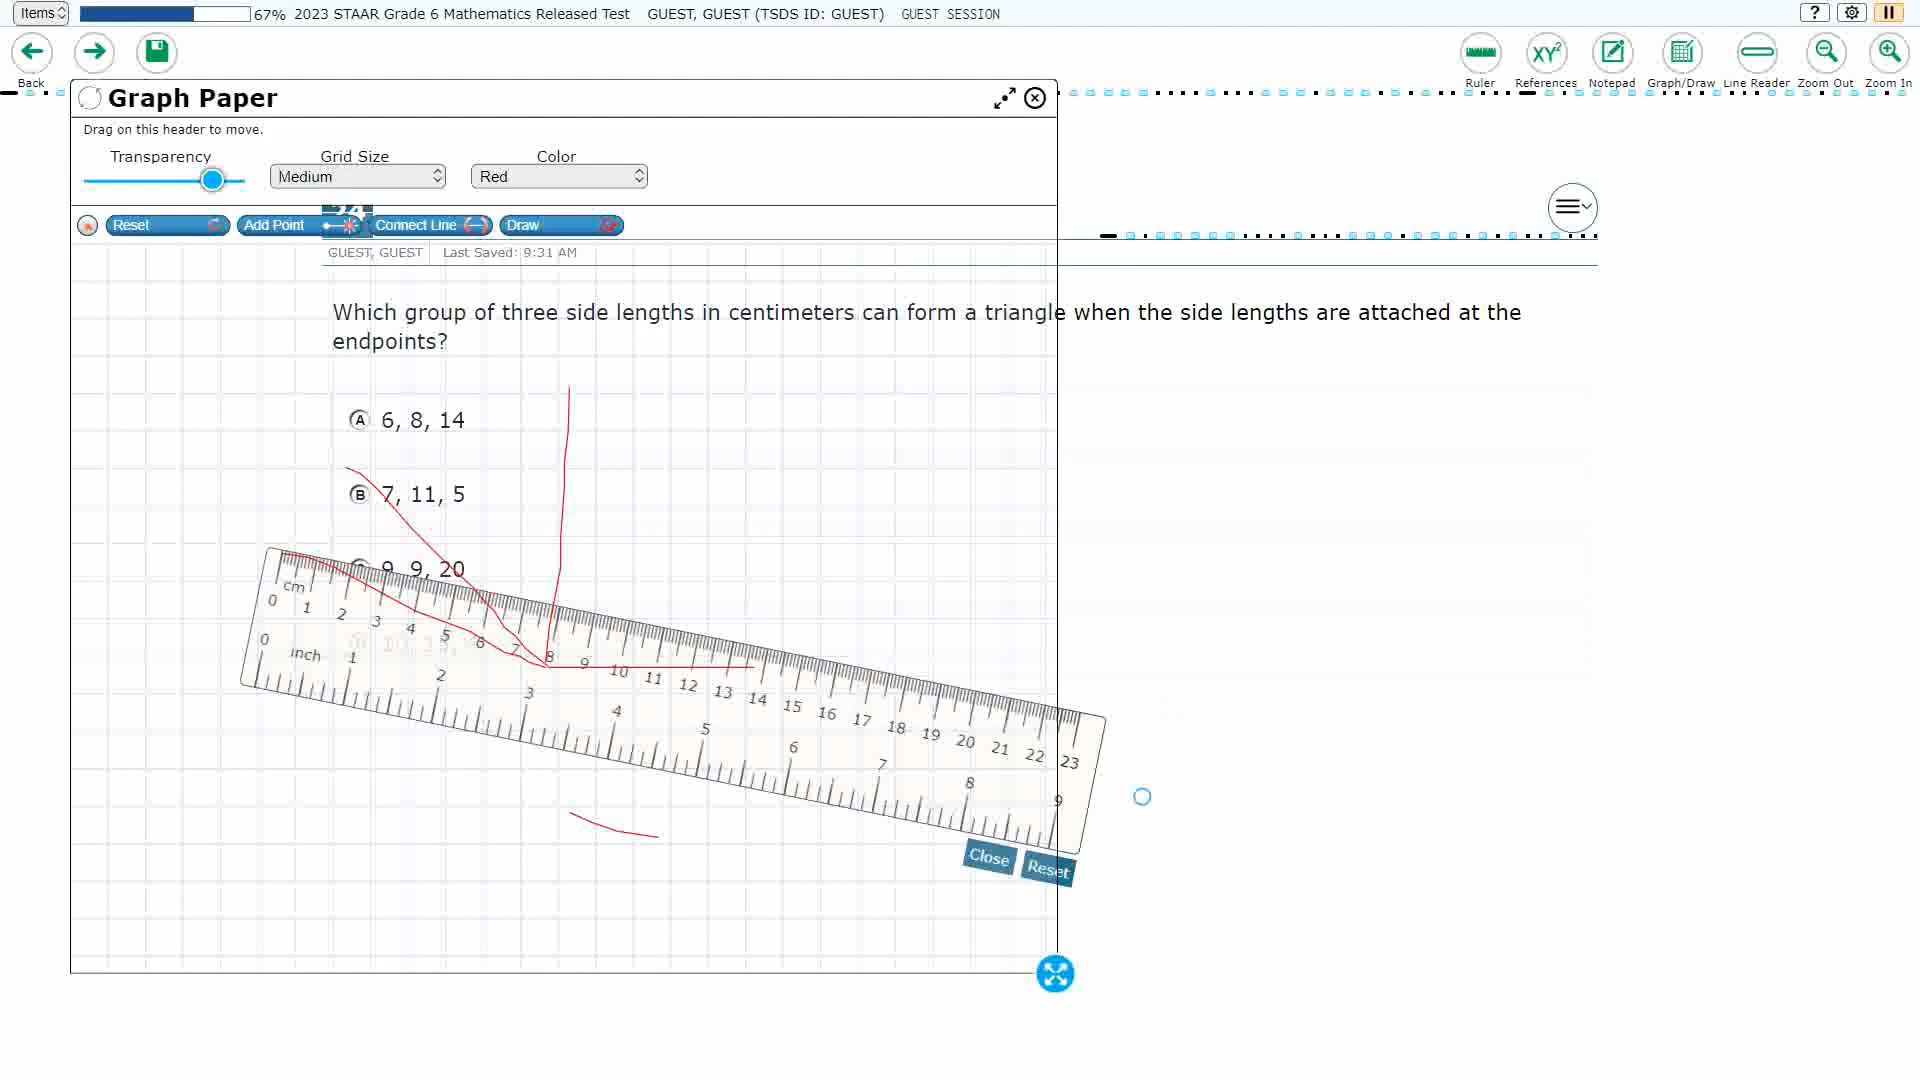 Items 67% 2023 STAAR Grade 6 Mathematics Released Test GUEST, GUEST (TSDS ID: GUEST) GUEST SESSION ?
Back
XY²
Ruler References Notepad Graph/Draw Line Reader Zoom Out Zoom In
Graph Paper
Drag on this header to move.
Transparency Grid Size Color
Medium Red
Reset Add Point Connect Line Draw
GUEST, GUEST Last Saved: 9:31 AM
Which group of three side lengths in centimeters can form a triangle when the side lengths are attached at the
endpoints?
A 6, 8, 14
B 7, 11, 5
9, 9, 20
cm
0 1 2 3 4 5 6 7 8 9 10 11 12 13 14 15 16 17 18 19 20 21 22 23
inch
0 1 2 3 4 5 6 7 8 9
Close Reset